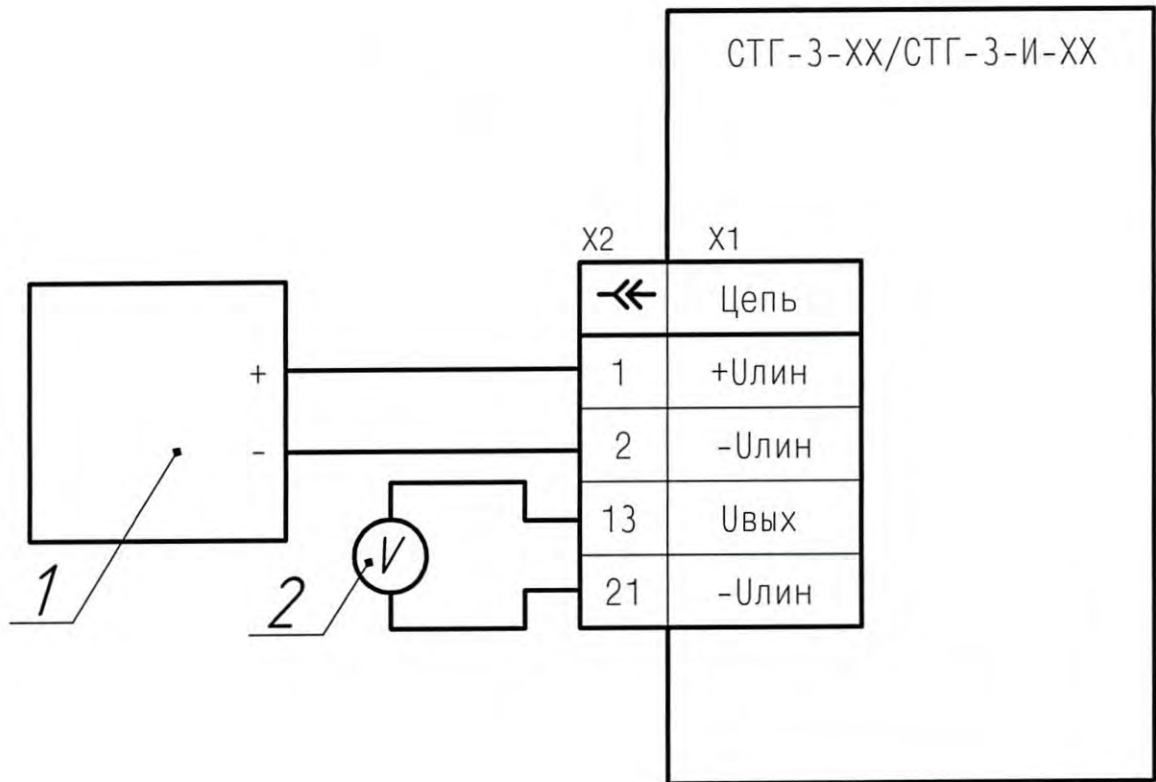 СТГ-3-ХХ/СТГ-3-И-ХХ
X2 X1
Цепь
+ 1 +Uлин
- 2 -Uлин
13 Uвых
V
21 -Uлин
1
2